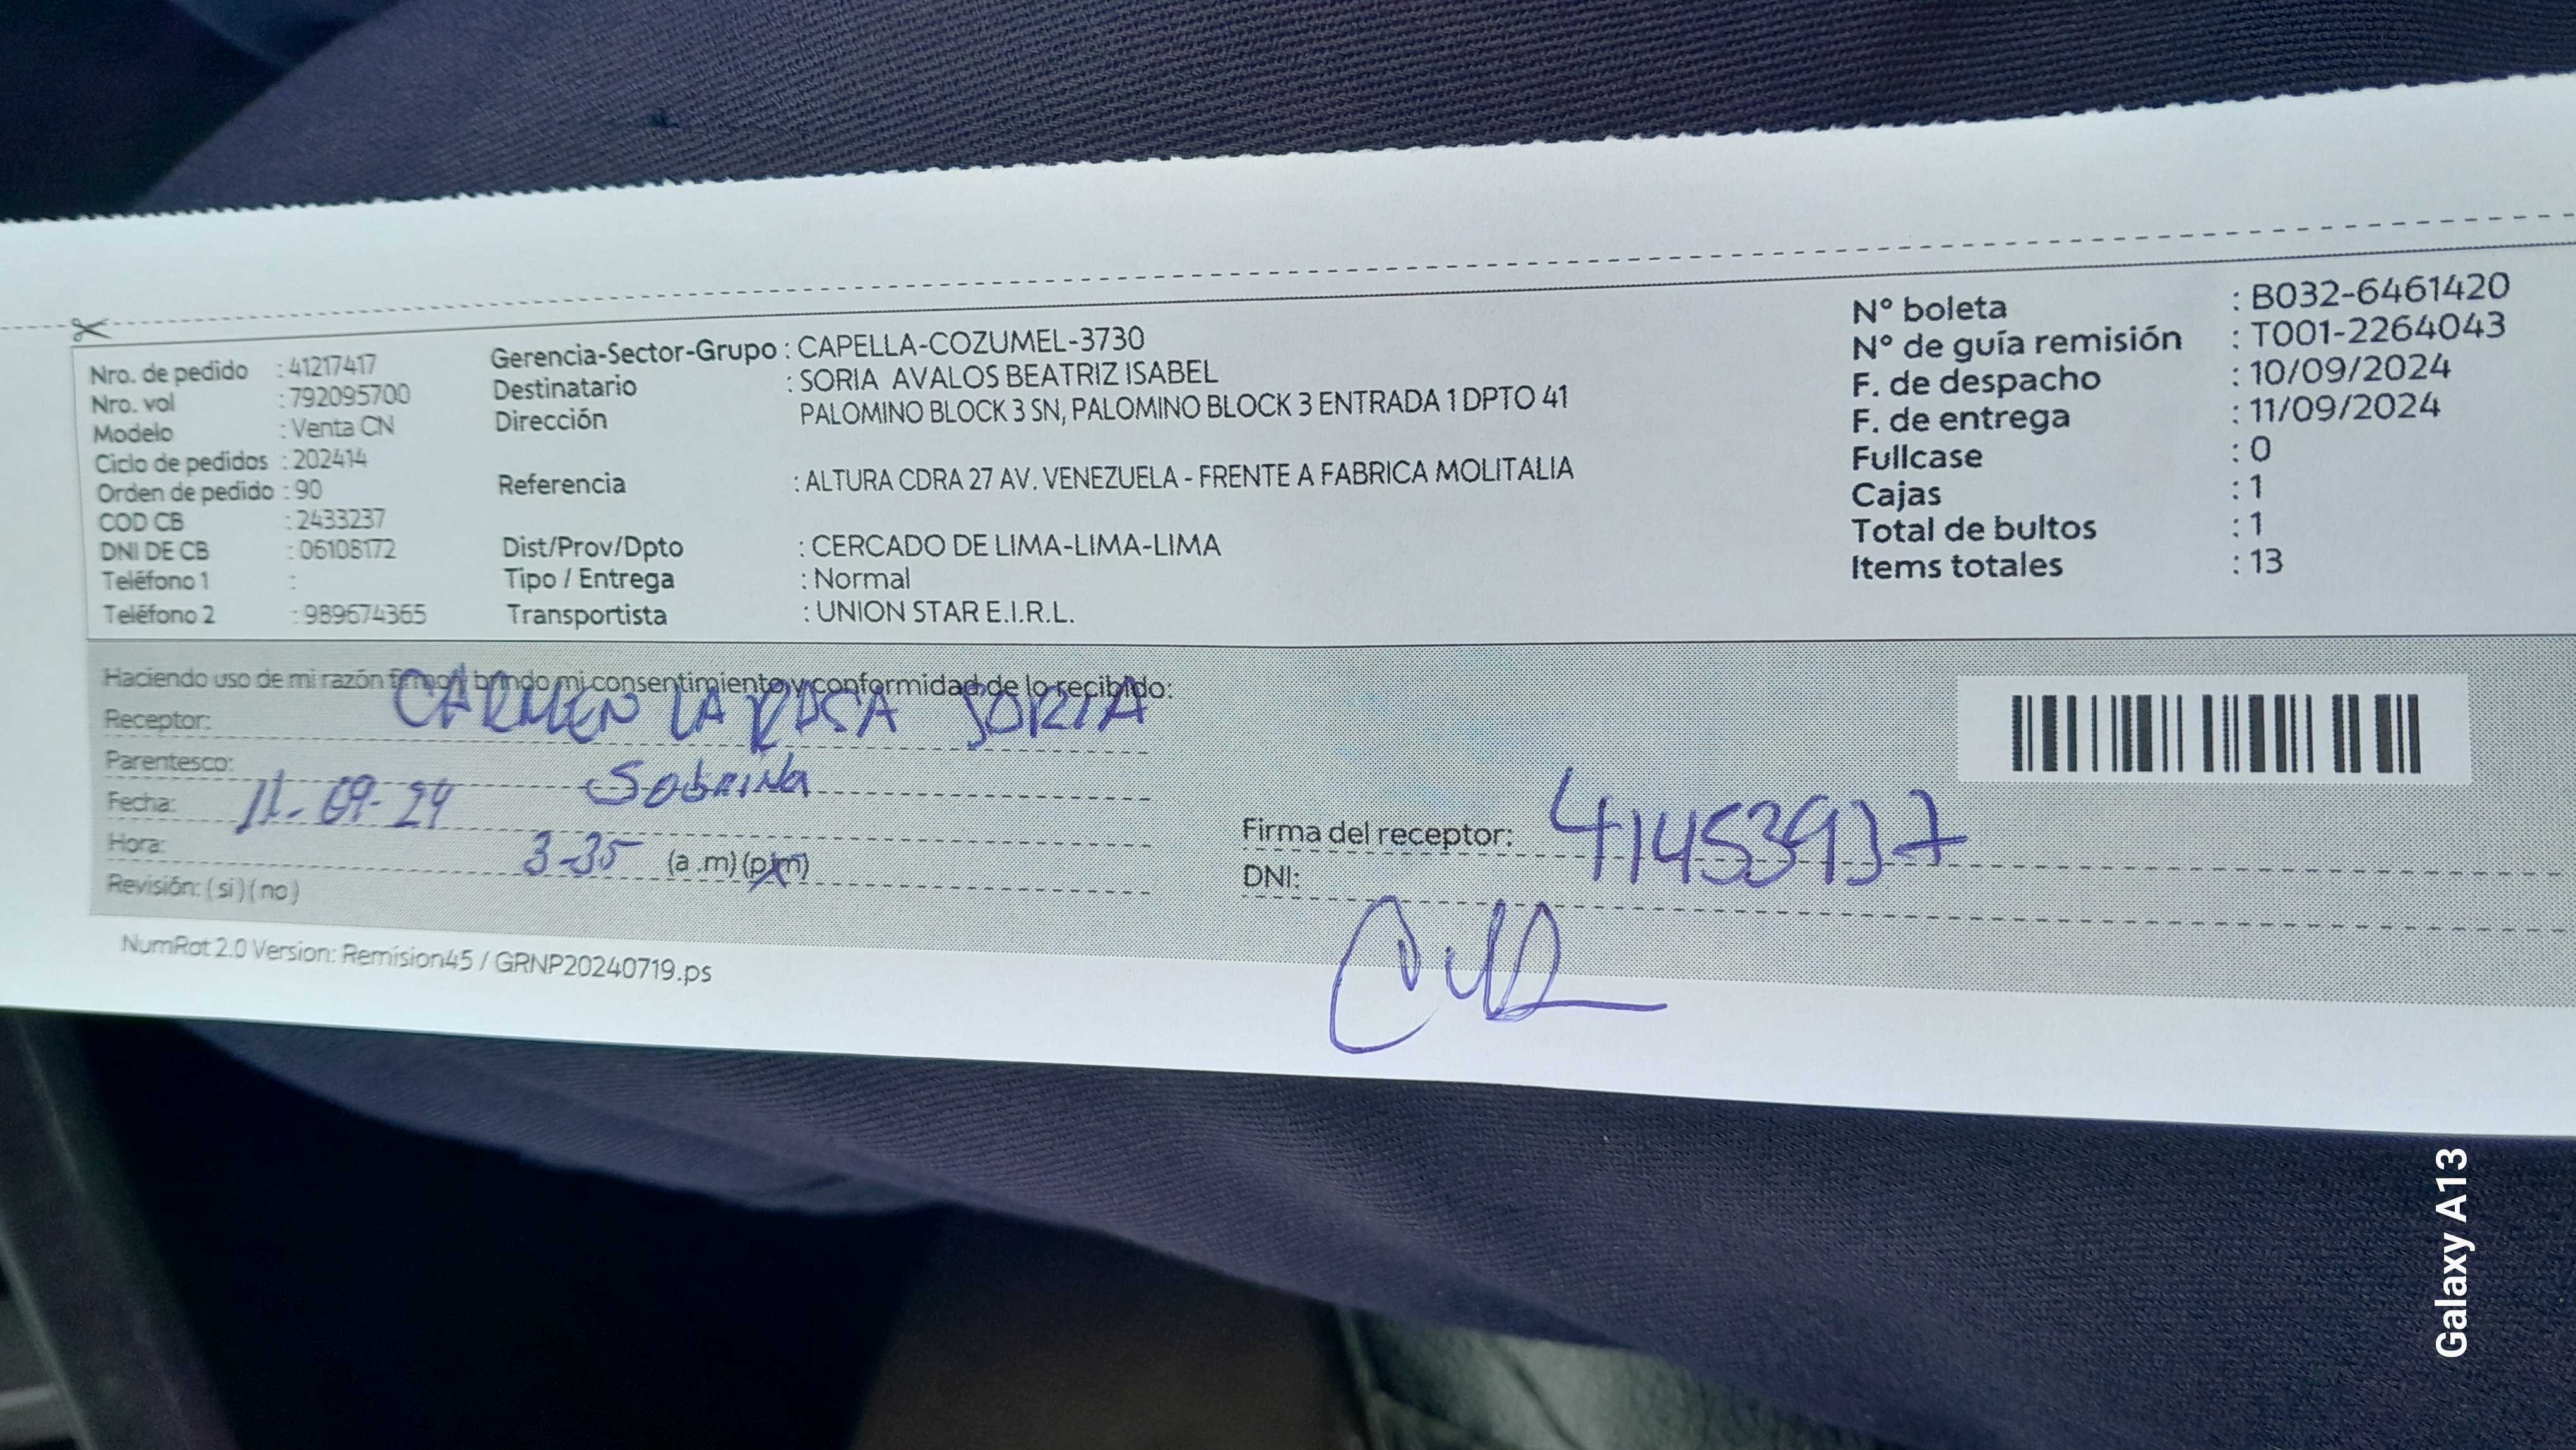 Nro. de pedido : 41217417
Nro. vol : 792095700
Modelo : Venta CN
Ciclo de pedidos : 202414
Orden de pedido : 90
COD CB : 2433237
DNI DE CB : 06108172
Teléfono 1 :
Teléfono 2 : 989674365
Gerencia-Sector-Grupo : CAPELLA-COZUMEL-3730
Destinatario : SORIA AVALOS BEATRIZ ISABEL
Dirección PALOMINO BLOCK 3 SN, PALOMINO BLOCK 3 ENTRADA 1 DPTO 41
Referencia : ALTURA CDRA 27 AV. VENEZUELA - FRENTE A FABRICA MOLITALIA
Dist/Prov/Dpto : CERCADO DE LIMA-LIMA-LIMA
Tipo / Entrega : Normal
Transportista : UNION STAR E.I.R.L.
N° boleta : B032-6461420
N° de guía remisión : T001-2264043
F. de despacho : 10/09/2024
F. de entrega : 11/09/2024
Fullcase : 0
Cajas : 1
Total de bultos : 1
Items totales : 13
Haciendo uso de mi razón firmo y brindo mi consentimiento y conformidad de lo recibido:
Receptor: CARMEN LA ROSA SORIA
Parentesco: Sobrina
Fecha: 11-09-24
Hora: 3-35 (a .m) (p.m)
Revisión: ( si ) ( no )
Firma del receptor: 41453937
DNI:
NumRot 2.0 Version: Remision45 / GRNP20240719.ps
Galaxy A13